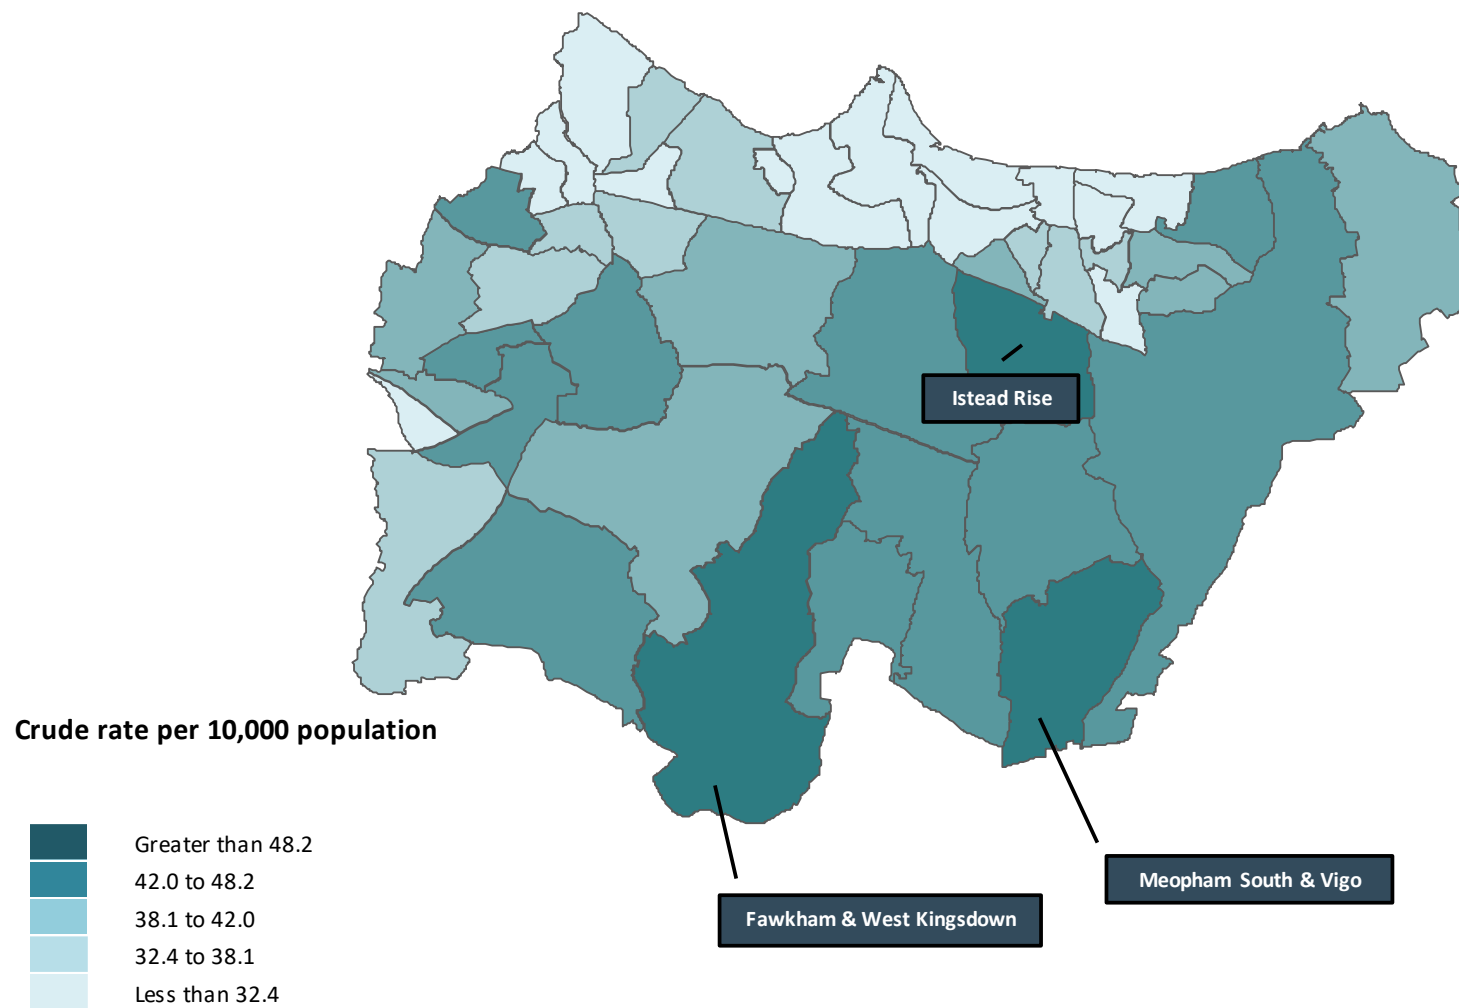 Istead Rise
Crude rate per 10,000 population
Greater than 48.2
42.0 to 48.2
38.1 to 42.0
32.4 to 38.1
Less than 32.4
Meopham South & Vigo
Fawkham & West Kingsdown